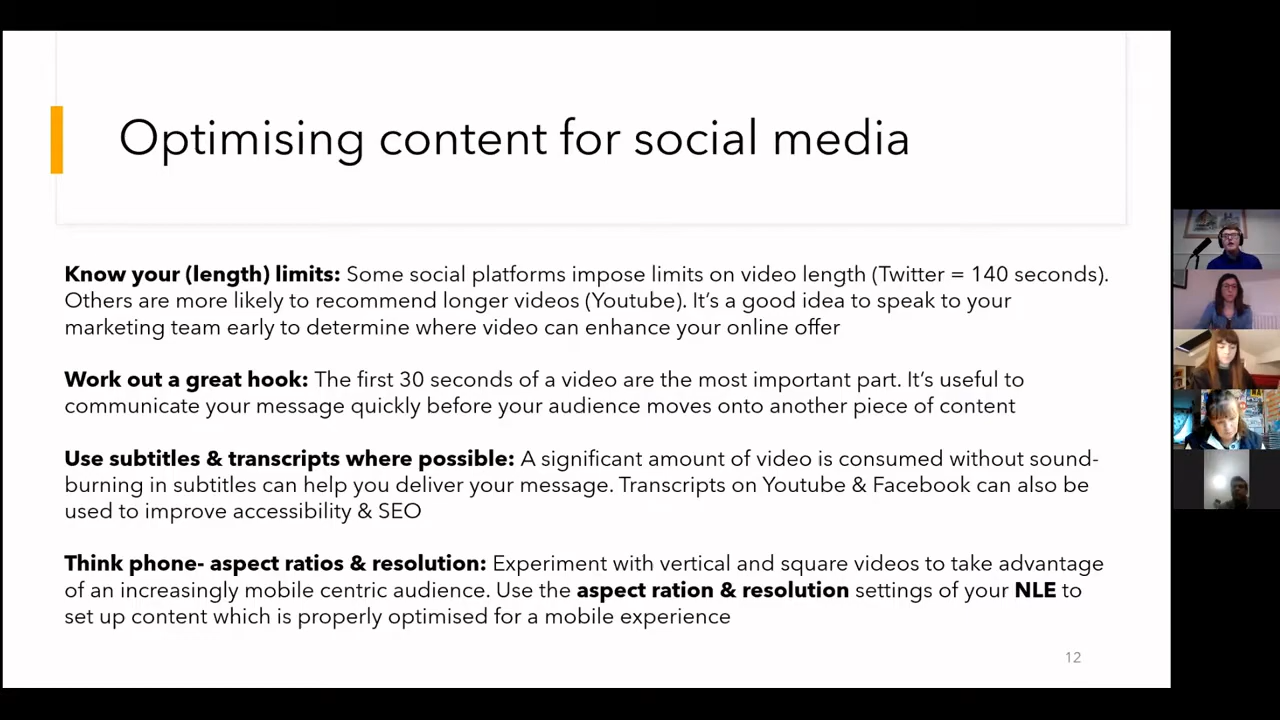 Optimising content for social media
Know your (length) limits: Some social platforms impose limits on video length (Twitter = 140 seconds).
Others are more likely to recommend longer videos (Youtube). It's a good idea to speak to your
marketing team early to determine where video can enhance your online offer
Work out a great hook: The first 30 seconds of a video are the most important part. It's useful to
communicate your message quickly before your audience moves onto another piece of content
Use subtitles & transcripts where possible: A significant amount of video is consumed without sound-
burning in subtitles can help you deliver your message. Transcripts on Youtube & Facebook can also be
used to improve accessibility & SEO
Think phone- aspect ratios & resolution: Experiment with vertical and square videos to take advantage
of an increasingly mobile centric audience. Use the aspect ration & resolution settings of your NLE to
set up content which is properly optimised for a mobile experience
12